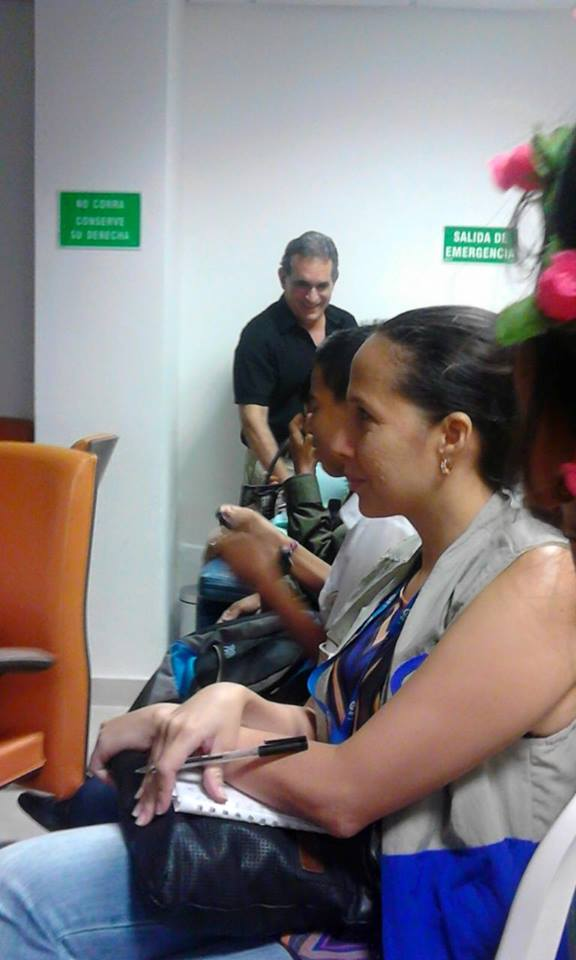 NO CORRA
CONSERVE
SU DERECHA
SALIDA DE
EMERGENCIA